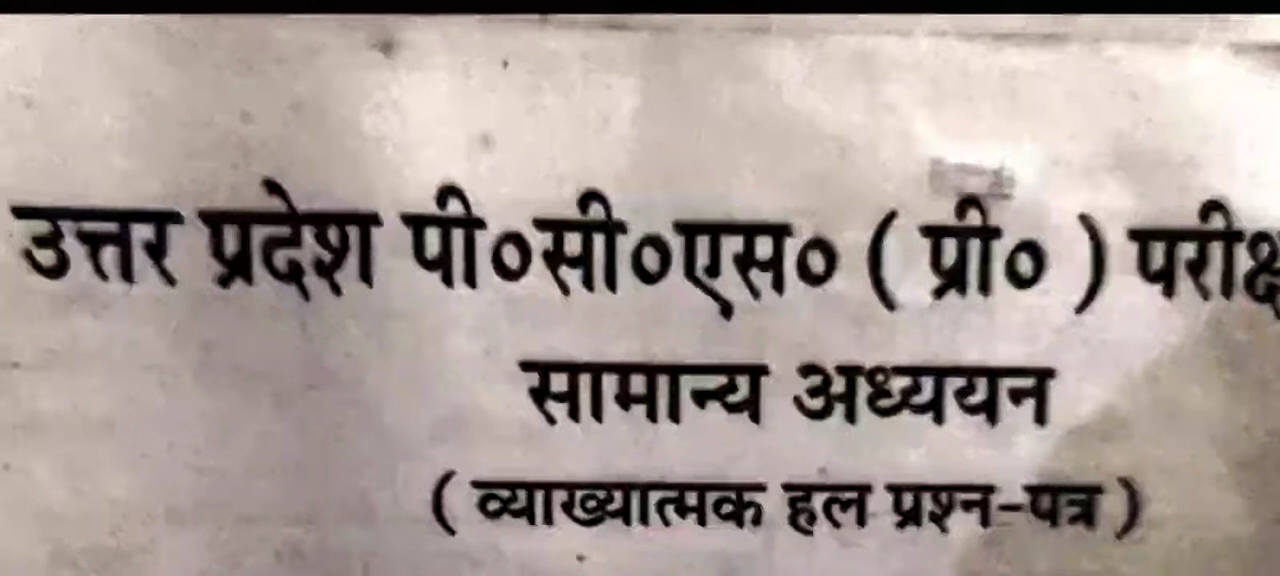 उत्तर प्रदेश पी०सी०एस० ( प्री० )
सामान्य अध्ययन
( व्याख्यात्मक हल प्रश्न-पत्र )